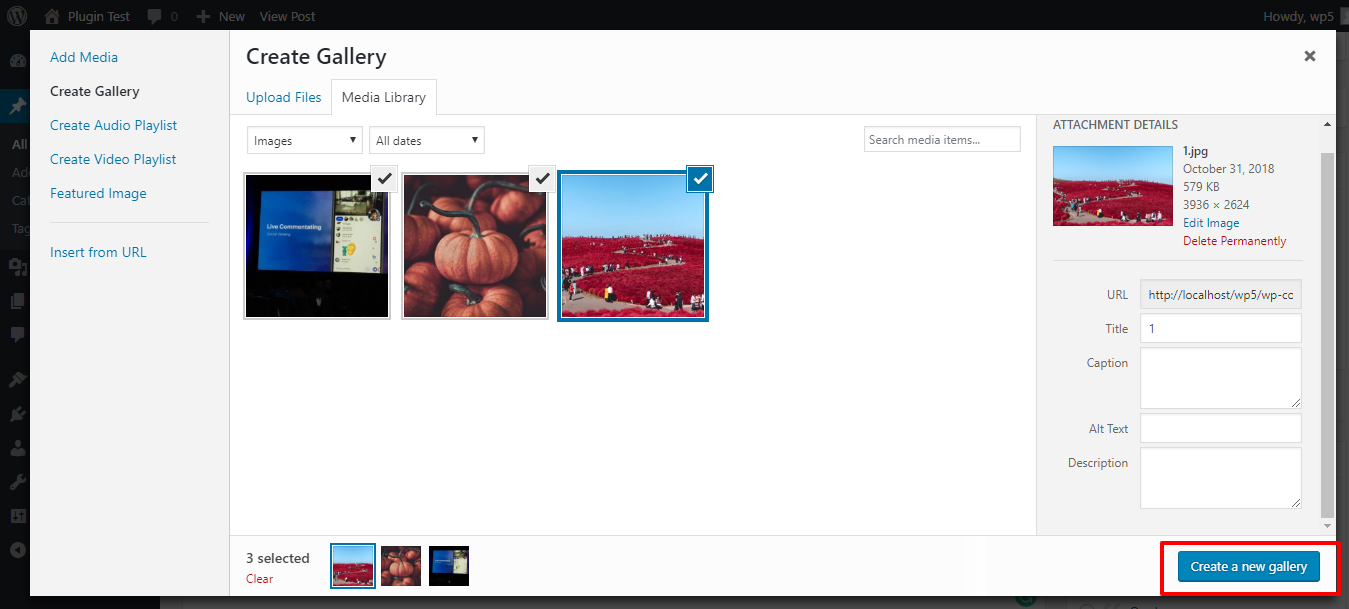 Plugin Test 0 New View Post Howdy, wp5
Add Media
Create Gallery
Create Audio Playlist
Create Video Playlist
Featured Image
Insert from URL
All
Create Gallery
Upload Files Media Library
Images All dates Search media items...
Live Commentating
3 selected
Clear
ATTACHMENT DETAILS
1.jpg
October 31, 2018
579 KB
3936 × 2624
Edit Image
Delete Permanently
URL http://localhost/wp5/wp-co
Title 1
Caption
Alt Text
Description
Create a new gallery